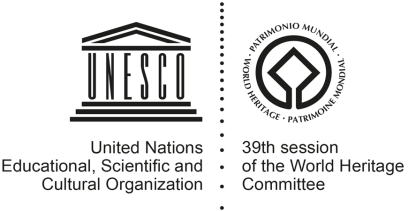 UNESCO
United Nations
Educational, Scientific and
Cultural Organization
PATRIMONIO MUNDIAL
WORLD HERITAGE
PATRIMOINE MONDIAL
39th session
of the World Heritage
Committee